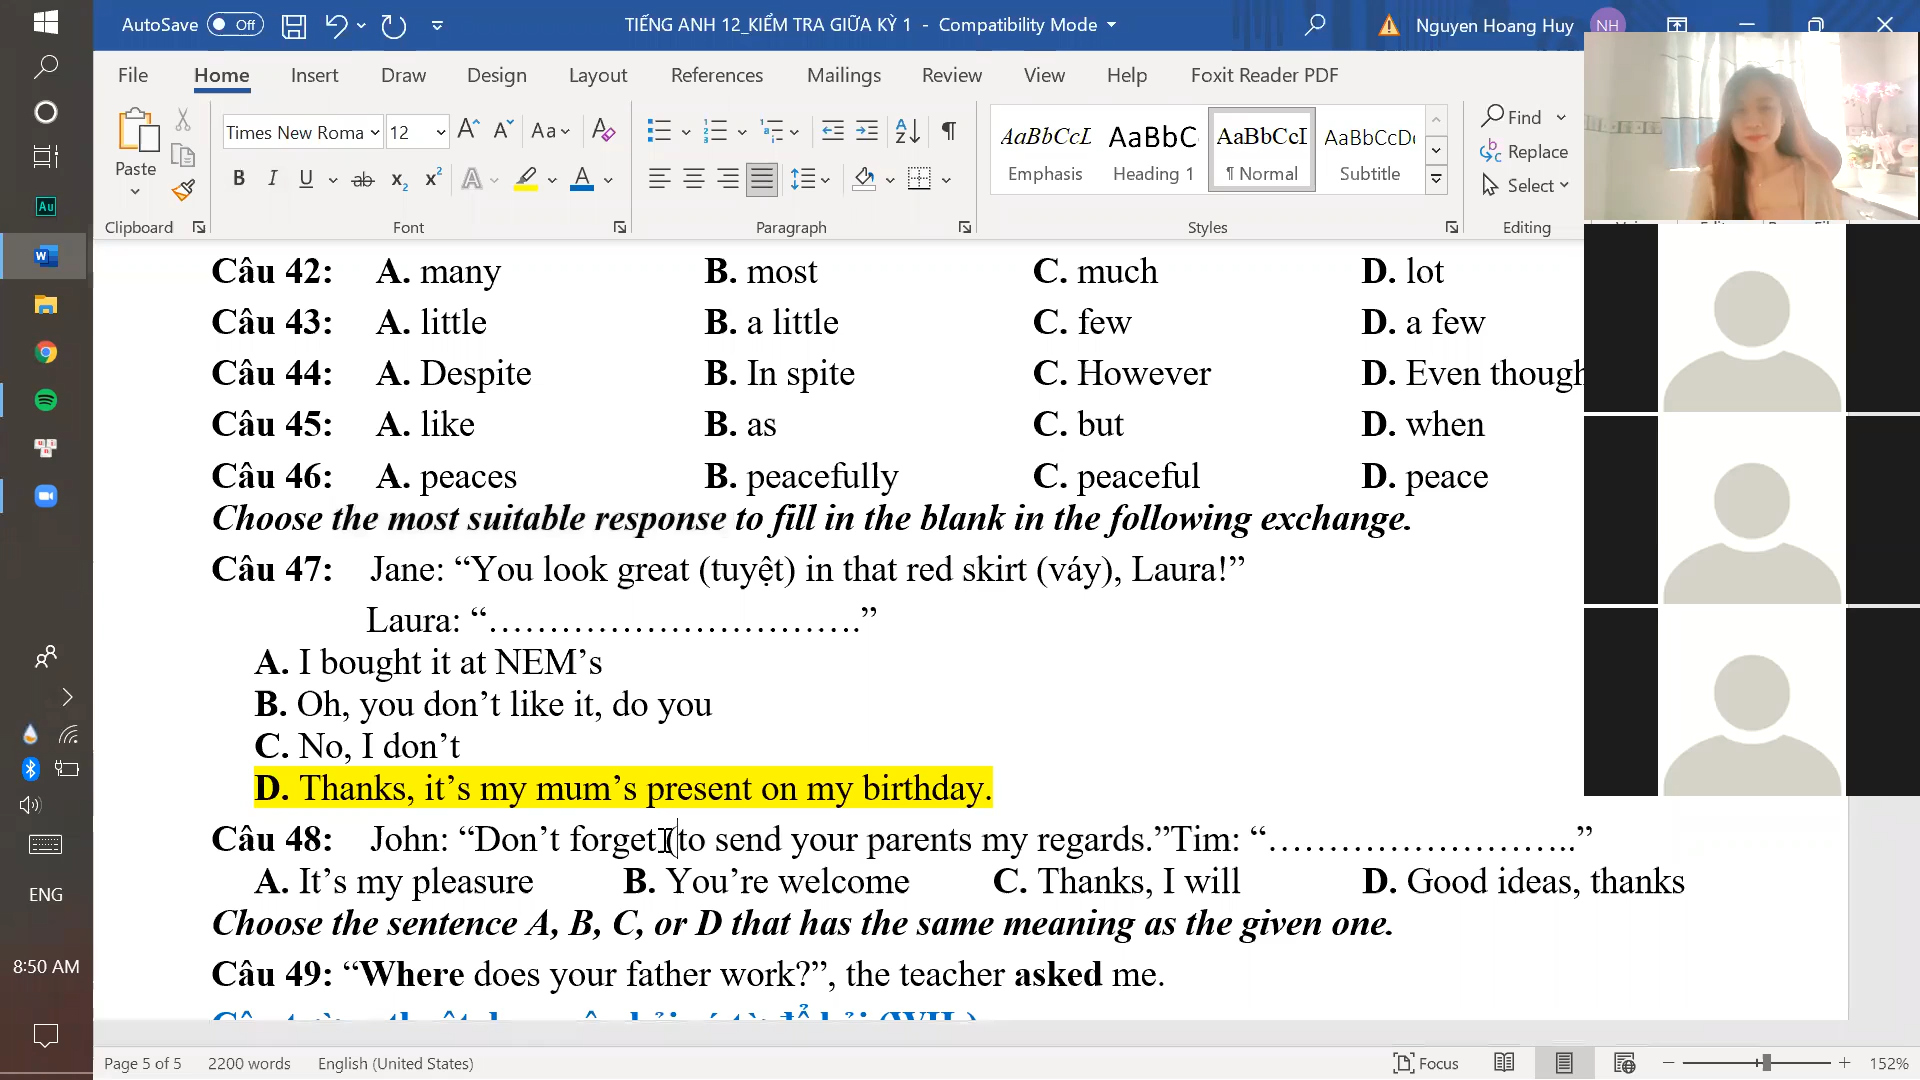 AutoSave Off TIẾNG ANH 12_KIỂM TRA GIỮA KỲ 1 - Compatibility Mode Nguyen Hoang Huy NH
File Home Insert Draw Design Layout References Mailings Review View Help Foxit Reader PDF
Times New Roma 12 Aa AaBbCcL AaBbC AaBbCcI AaBbCcD Find
Paste Emphasis Heading 1 ¶ Normal Subtitle Replace
Select
Clipboard Font Paragraph Styles Editing
Câu 42: A. many B. most C. much D. lot
Câu 43: A. little B. a little C. few D. a few
Câu 44: A. Despite B. In spite C. However D. Even though
Câu 45: A. like B. as C. but D. when
Câu 46: A. peaces B. peacefully C. peaceful D. peace
Choose the most suitable response to fill in the blank in the following exchange.
Câu 47: Jane: “You look great (tuyệt) in that red skirt (váy), Laura!”
Laura: “………………………….”
A. I bought it at NEM’s
B. Oh, you don’t like it, do you
C. No, I don’t
D. Thanks, it’s my mum’s present on my birthday.
Câu 48: John: “Don’t forget (to send your parents my regards.”Tim: “……………………..”
A. It’s my pleasure B. You’re welcome C. Thanks, I will D. Good ideas, thanks
Choose the sentence A, B, C, or D that has the same meaning as the given one.
Câu 49: “Where does your father work?”, the teacher asked me.
ENG
8:50 AM
Page 5 of 5 2200 words English (United States) Focus 152%